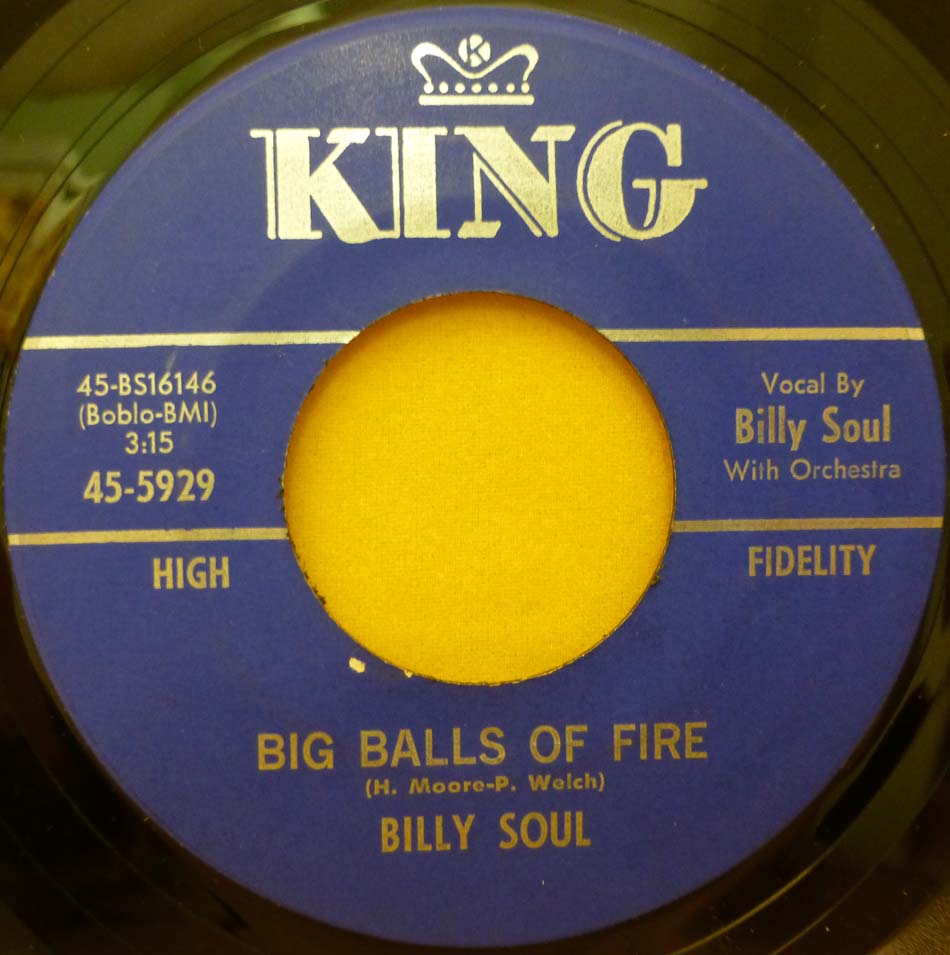 K
KING
45-BS16146
(Boblo-BMI)
3:15
45-5929
Vocal By
Billy Soul
With Orchestra
HIGH
FIDELITY
BIG BALLS OF FIRE
(H. Moore-P. Welch)
BILLY SOUL